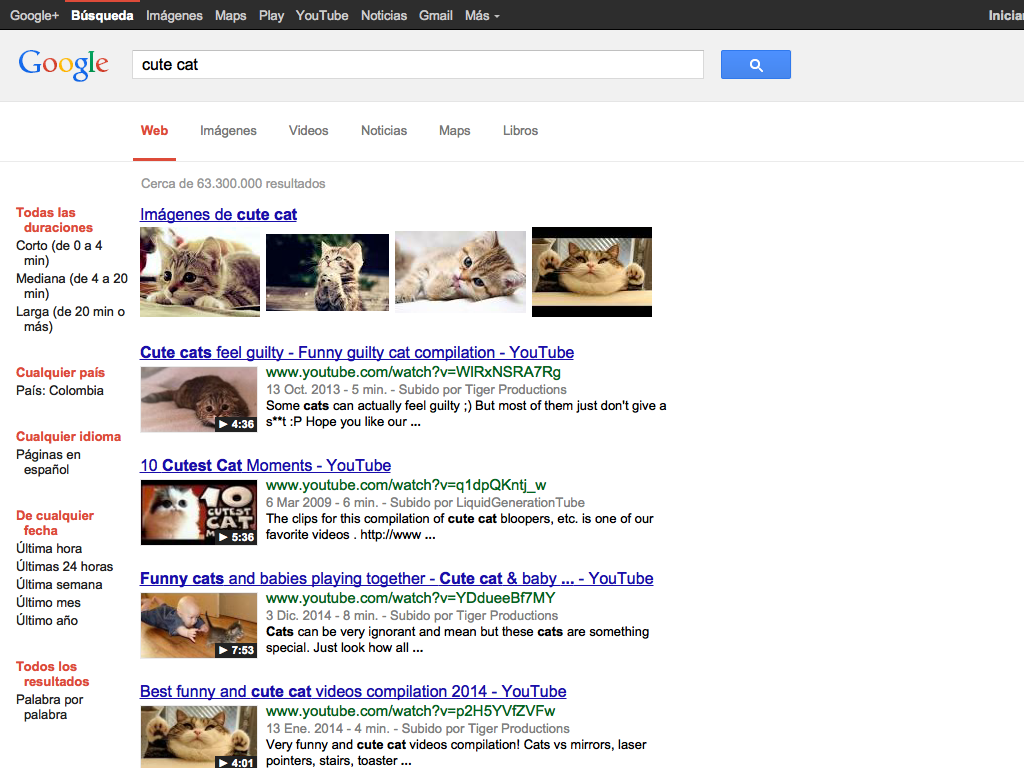 Google+ Búsqueda Imágenes Maps Play YouTube Noticias Gmail Más
Google
cute cat
Web Imágenes Videos Noticias Maps Libros
Cerca de 63.300.000 resultados
Todas las
duraciones
Corto (de 0 a 4
min)
Mediana (de 4 a 20
min)
Larga (de 20 min o
más)
Cualquier país
País: Colombia
Cualquier idioma
Páginas en
español
De cualquier
fecha
Última hora
Últimas 24 horas
Última semana
Último mes
Último año
Todos los
resultados
Palabra por
palabra
Imágenes de cute cat
Cute cats feel guilty - Funny guilty cat compilation - YouTube
4:36
www.youtube.com/watch?v=WlRxNSRA7Rg
13 Oct. 2013 - 5 min. - Subido por Tiger Productions
Some cats can actually feel guilty ;) But most of them just don't give a
s**t :P Hope you like our ...
10 Cutest Cat Moments - YouTube
10
CUTEST
CAT
5:36
www.youtube.com/watch?v=q1dpQKntj_w
6 Mar 2009 - 6 min. - Subido por LiquidGenerationTube
The clips for this compilation of cute cat bloopers, etc. is one of our
favorite videos . http://www ...
Funny cats and babies playing together - Cute cat & baby ... - YouTube
7:53
www.youtube.com/watch?v=YDdueeBf7MY
3 Dic. 2014 - 8 min. - Subido por Tiger Productions
Cats can be very ignorant and mean but these cats are something
special. Just look how all ...
Best funny and cute cat videos compilation 2014 - YouTube
4:01
www.youtube.com/watch?v=p2H5YVfZVFw
13 Ene. 2014 - 4 min. - Subido por Tiger Productions
Very funny and cute cat videos compilation! Cats vs mirrors, laser
pointers, stairs, toaster ...